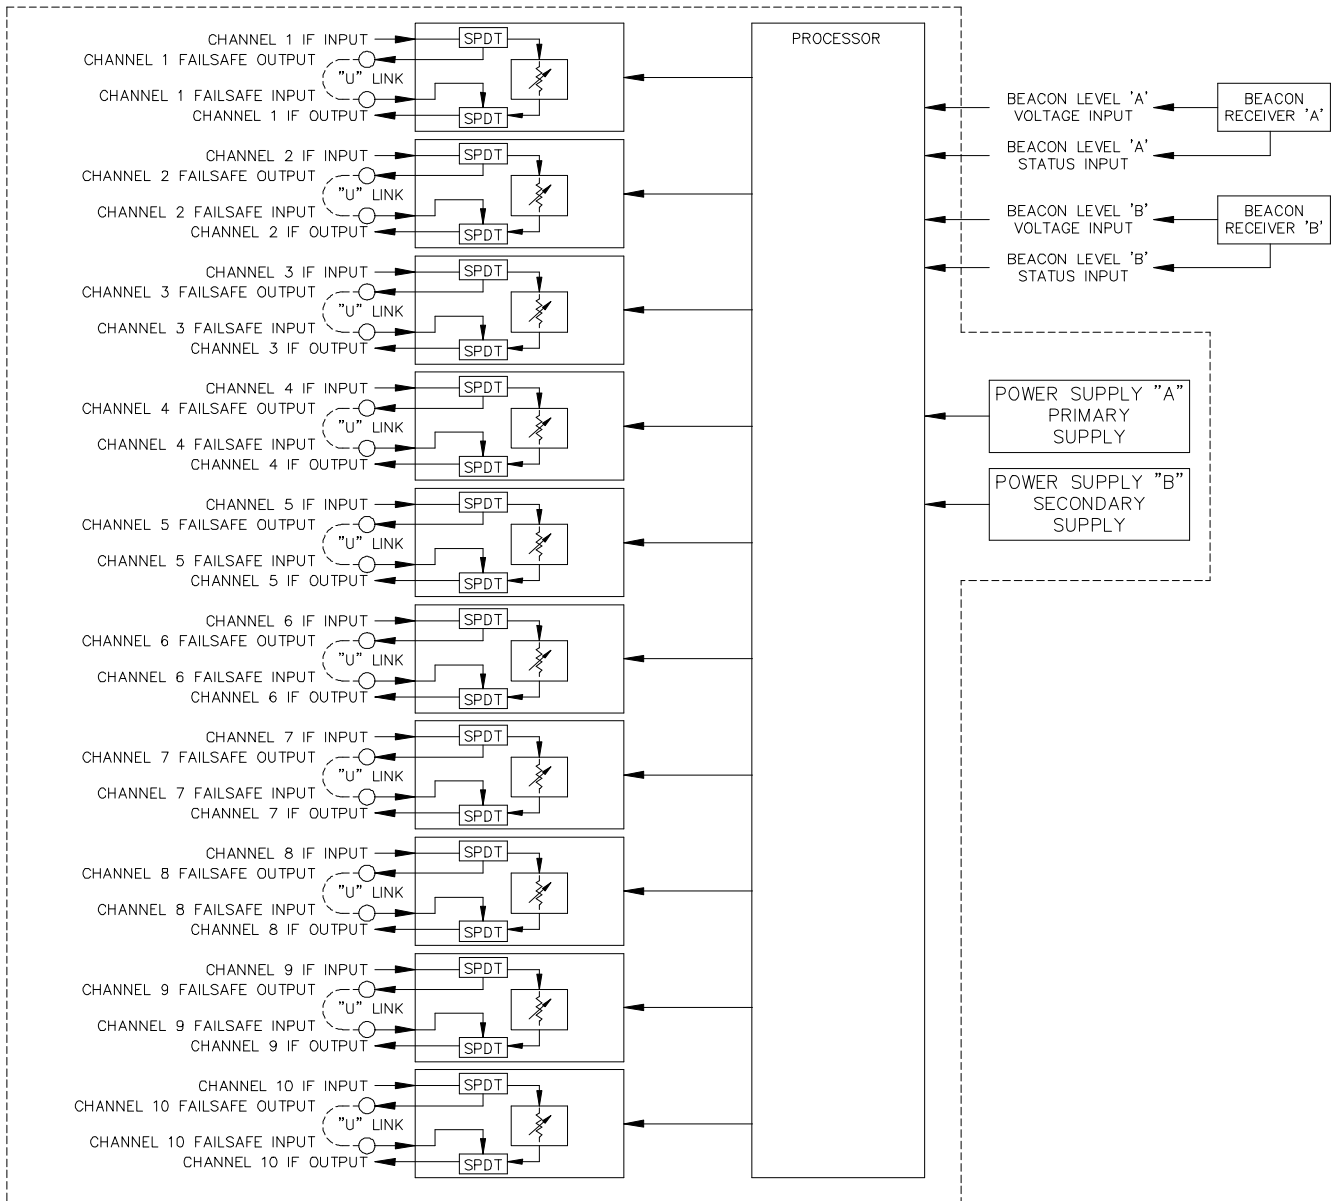 CHANNEL 1 IF INPUT
SPDT
CHANNEL 1 FAILSAFE OUTPUT
"U" LINK
CHANNEL 1 FAILSAFE INPUT
CHANNEL 1 IF OUTPUT
SPDT
CHANNEL 2 IF INPUT
SPDT
CHANNEL 2 FAILSAFE OUTPUT
"U" LINK
CHANNEL 2 FAILSAFE INPUT
CHANNEL 2 IF OUTPUT
SPDT
CHANNEL 3 IF INPUT
SPDT
CHANNEL 3 FAILSAFE OUTPUT
"U" LINK
CHANNEL 3 FAILSAFE INPUT
CHANNEL 3 IF OUTPUT
SPDT
CHANNEL 4 IF INPUT
SPDT
CHANNEL 4 FAILSAFE OUTPUT
"U" LINK
CHANNEL 4 FAILSAFE INPUT
CHANNEL 4 IF OUTPUT
SPDT
CHANNEL 5 IF INPUT
SPDT
CHANNEL 5 FAILSAFE OUTPUT
"U" LINK
CHANNEL 5 FAILSAFE INPUT
CHANNEL 5 IF OUTPUT
SPDT
CHANNEL 6 IF INPUT
SPDT
CHANNEL 6 FAILSAFE OUTPUT
"U" LINK
CHANNEL 6 FAILSAFE INPUT
CHANNEL 6 IF OUTPUT
SPDT
CHANNEL 7 IF INPUT
SPDT
CHANNEL 7 FAILSAFE OUTPUT
"U" LINK
CHANNEL 7 FAILSAFE INPUT
CHANNEL 7 IF OUTPUT
SPDT
CHANNEL 8 IF INPUT
SPDT
CHANNEL 8 FAILSAFE OUTPUT
"U" LINK
CHANNEL 8 FAILSAFE INPUT
CHANNEL 8 IF OUTPUT
SPDT
CHANNEL 9 IF INPUT
SPDT
CHANNEL 9 FAILSAFE OUTPUT
"U" LINK
CHANNEL 9 FAILSAFE INPUT
CHANNEL 9 IF OUTPUT
SPDT
CHANNEL 10 IF INPUT
SPDT
CHANNEL 10 FAILSAFE OUTPUT
"U" LINK
CHANNEL 10 FAILSAFE INPUT
CHANNEL 10 IF OUTPUT
SPDT
PROCESSOR
BEACON LEVEL 'A'
VOLTAGE INPUT
BEACON
RECEIVER 'A'
BEACON LEVEL 'A'
STATUS INPUT
BEACON LEVEL 'B'
VOLTAGE INPUT
BEACON
RECEIVER 'B'
BEACON LEVEL 'B'
STATUS INPUT
POWER SUPPLY "A"
PRIMARY
SUPPLY
POWER SUPPLY "B"
SECONDARY
SUPPLY